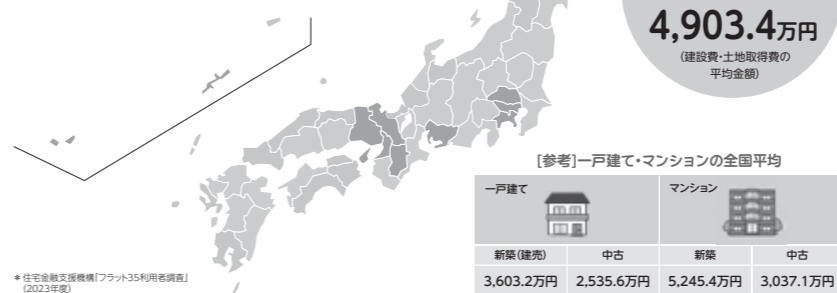 4,903.4万円
(建設費・土地取得費の
平均金額)
[参考]一戸建て・マンションの全国平均
一戸建て
マンション
新築(建売)
中古
新築
中古
3,603.2万円
2,535.6万円
5,245.4万円
3,037.1万円
* 住宅金融支援機構「フラット35利用者調査」
(2023年度)